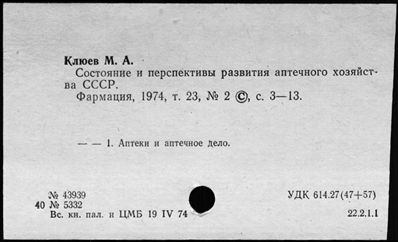 Клюев М. А.
Состояние и перспективы развития аптечного хозяйст-
ва СССР.
Фармация, 1974, т. 23, № 2 ©, с. 3—13.
— — 1. Аптеки и аптечное дело.
№ 43939
УДК 614.27(47+57)
40 № 5332
Вс. кн. пал. и ЦМБ 19 IV 74
22.2.1.1